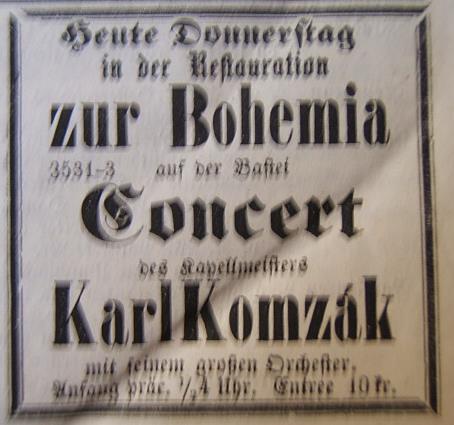 Heute Donnerstag
in der Restauration
zur Bohemia
3531-3 auf der Bastei
Concert
des Kapellmeisters
Karl Komzák
mit seinem großen Orchester.
Anfang präc. ½4 Uhr. Entrée 10 kr.